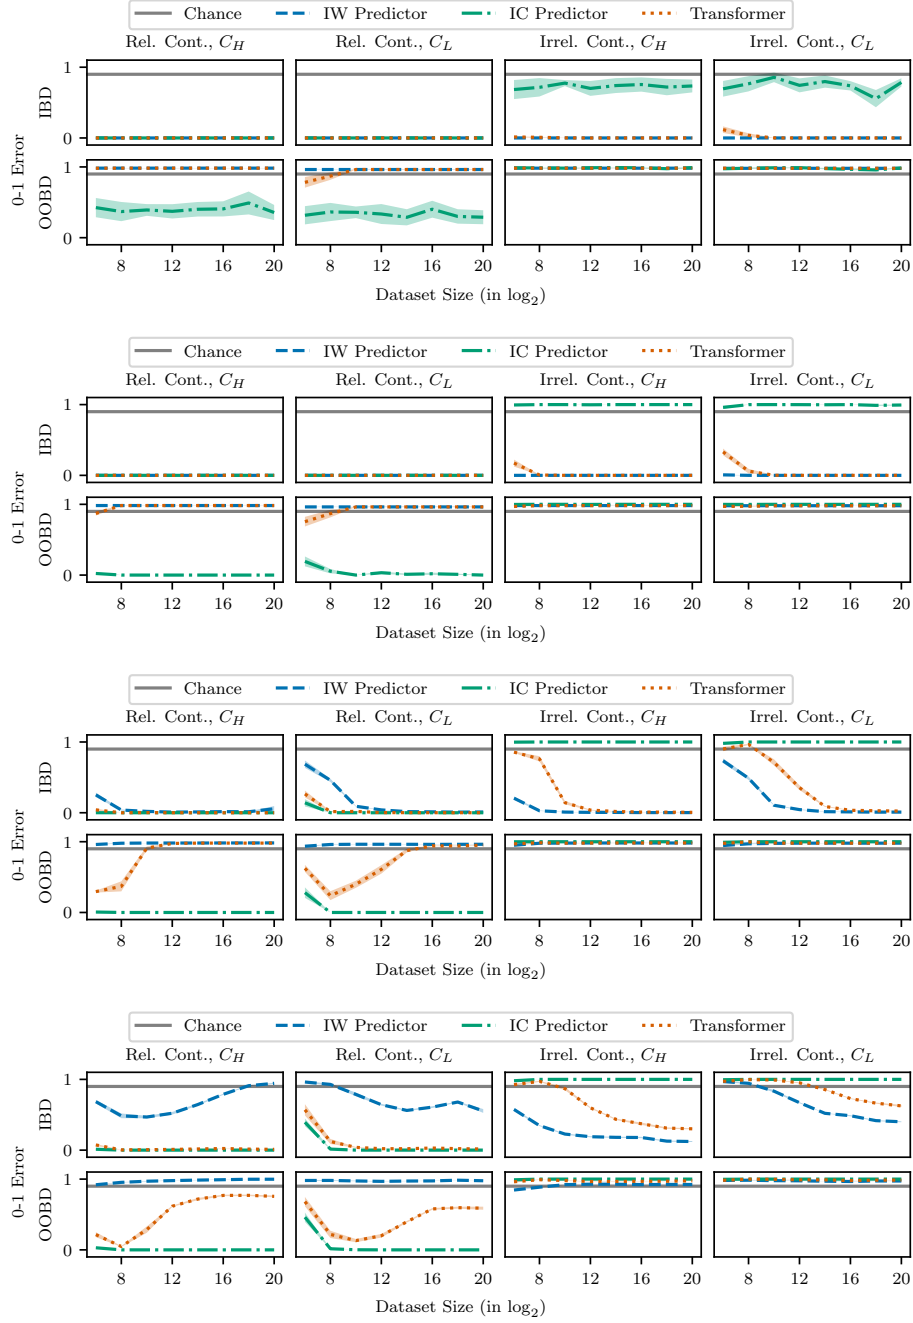 Chance IW Predictor IC Predictor Transformer
Rel. Cont., C_H Rel. Cont., C_L Irrel. Cont., C_H Irrel. Cont., C_L
0-1 Error
IBD
1
0
OOBD
1
0
8 12 16 20 8 12 16 20 8 12 16 20 8 12 16 20
Dataset Size (in log₂)
Chance IW Predictor IC Predictor Transformer
Rel. Cont., C_H Rel. Cont., C_L Irrel. Cont., C_H Irrel. Cont., C_L
0-1 Error
IBD
1
0
OOBD
1
0
8 12 16 20 8 12 16 20 8 12 16 20 8 12 16 20
Dataset Size (in log₂)
Chance IW Predictor IC Predictor Transformer
Rel. Cont., C_H Rel. Cont., C_L Irrel. Cont., C_H Irrel. Cont., C_L
0-1 Error
IBD
1
0
OOBD
1
0
8 12 16 20 8 12 16 20 8 12 16 20 8 12 16 20
Dataset Size (in log₂)
Chance IW Predictor IC Predictor Transformer
Rel. Cont., C_H Rel. Cont., C_L Irrel. Cont., C_H Irrel. Cont., C_L
0-1 Error
IBD
1
0
OOBD
1
0
8 12 16 20 8 12 16 20 8 12 16 20 8 12 16 20
Dataset Size (in log₂)